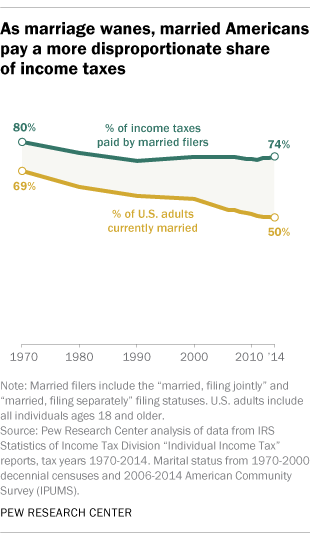 As marriage wanes, married Americans
pay a more disproportionate share
of income taxes
80%
% of income taxes
paid by married filers
74%
69%
% of U.S. adults
currently married
50%
1970 1980 1990 2000 2010 '14
Note: Married filers include the “married, filing jointly” and
“married, filing separately” filing statuses. U.S. adults include
all individuals ages 18 and older.
Source: Pew Research Center analysis of data from IRS
Statistics of Income Tax Division “Individual Income Tax”
reports, tax years 1970-2014. Marital status from 1970-2000
decennial censuses and 2006-2014 American Community
Survey (IPUMS).
PEW RESEARCH CENTER